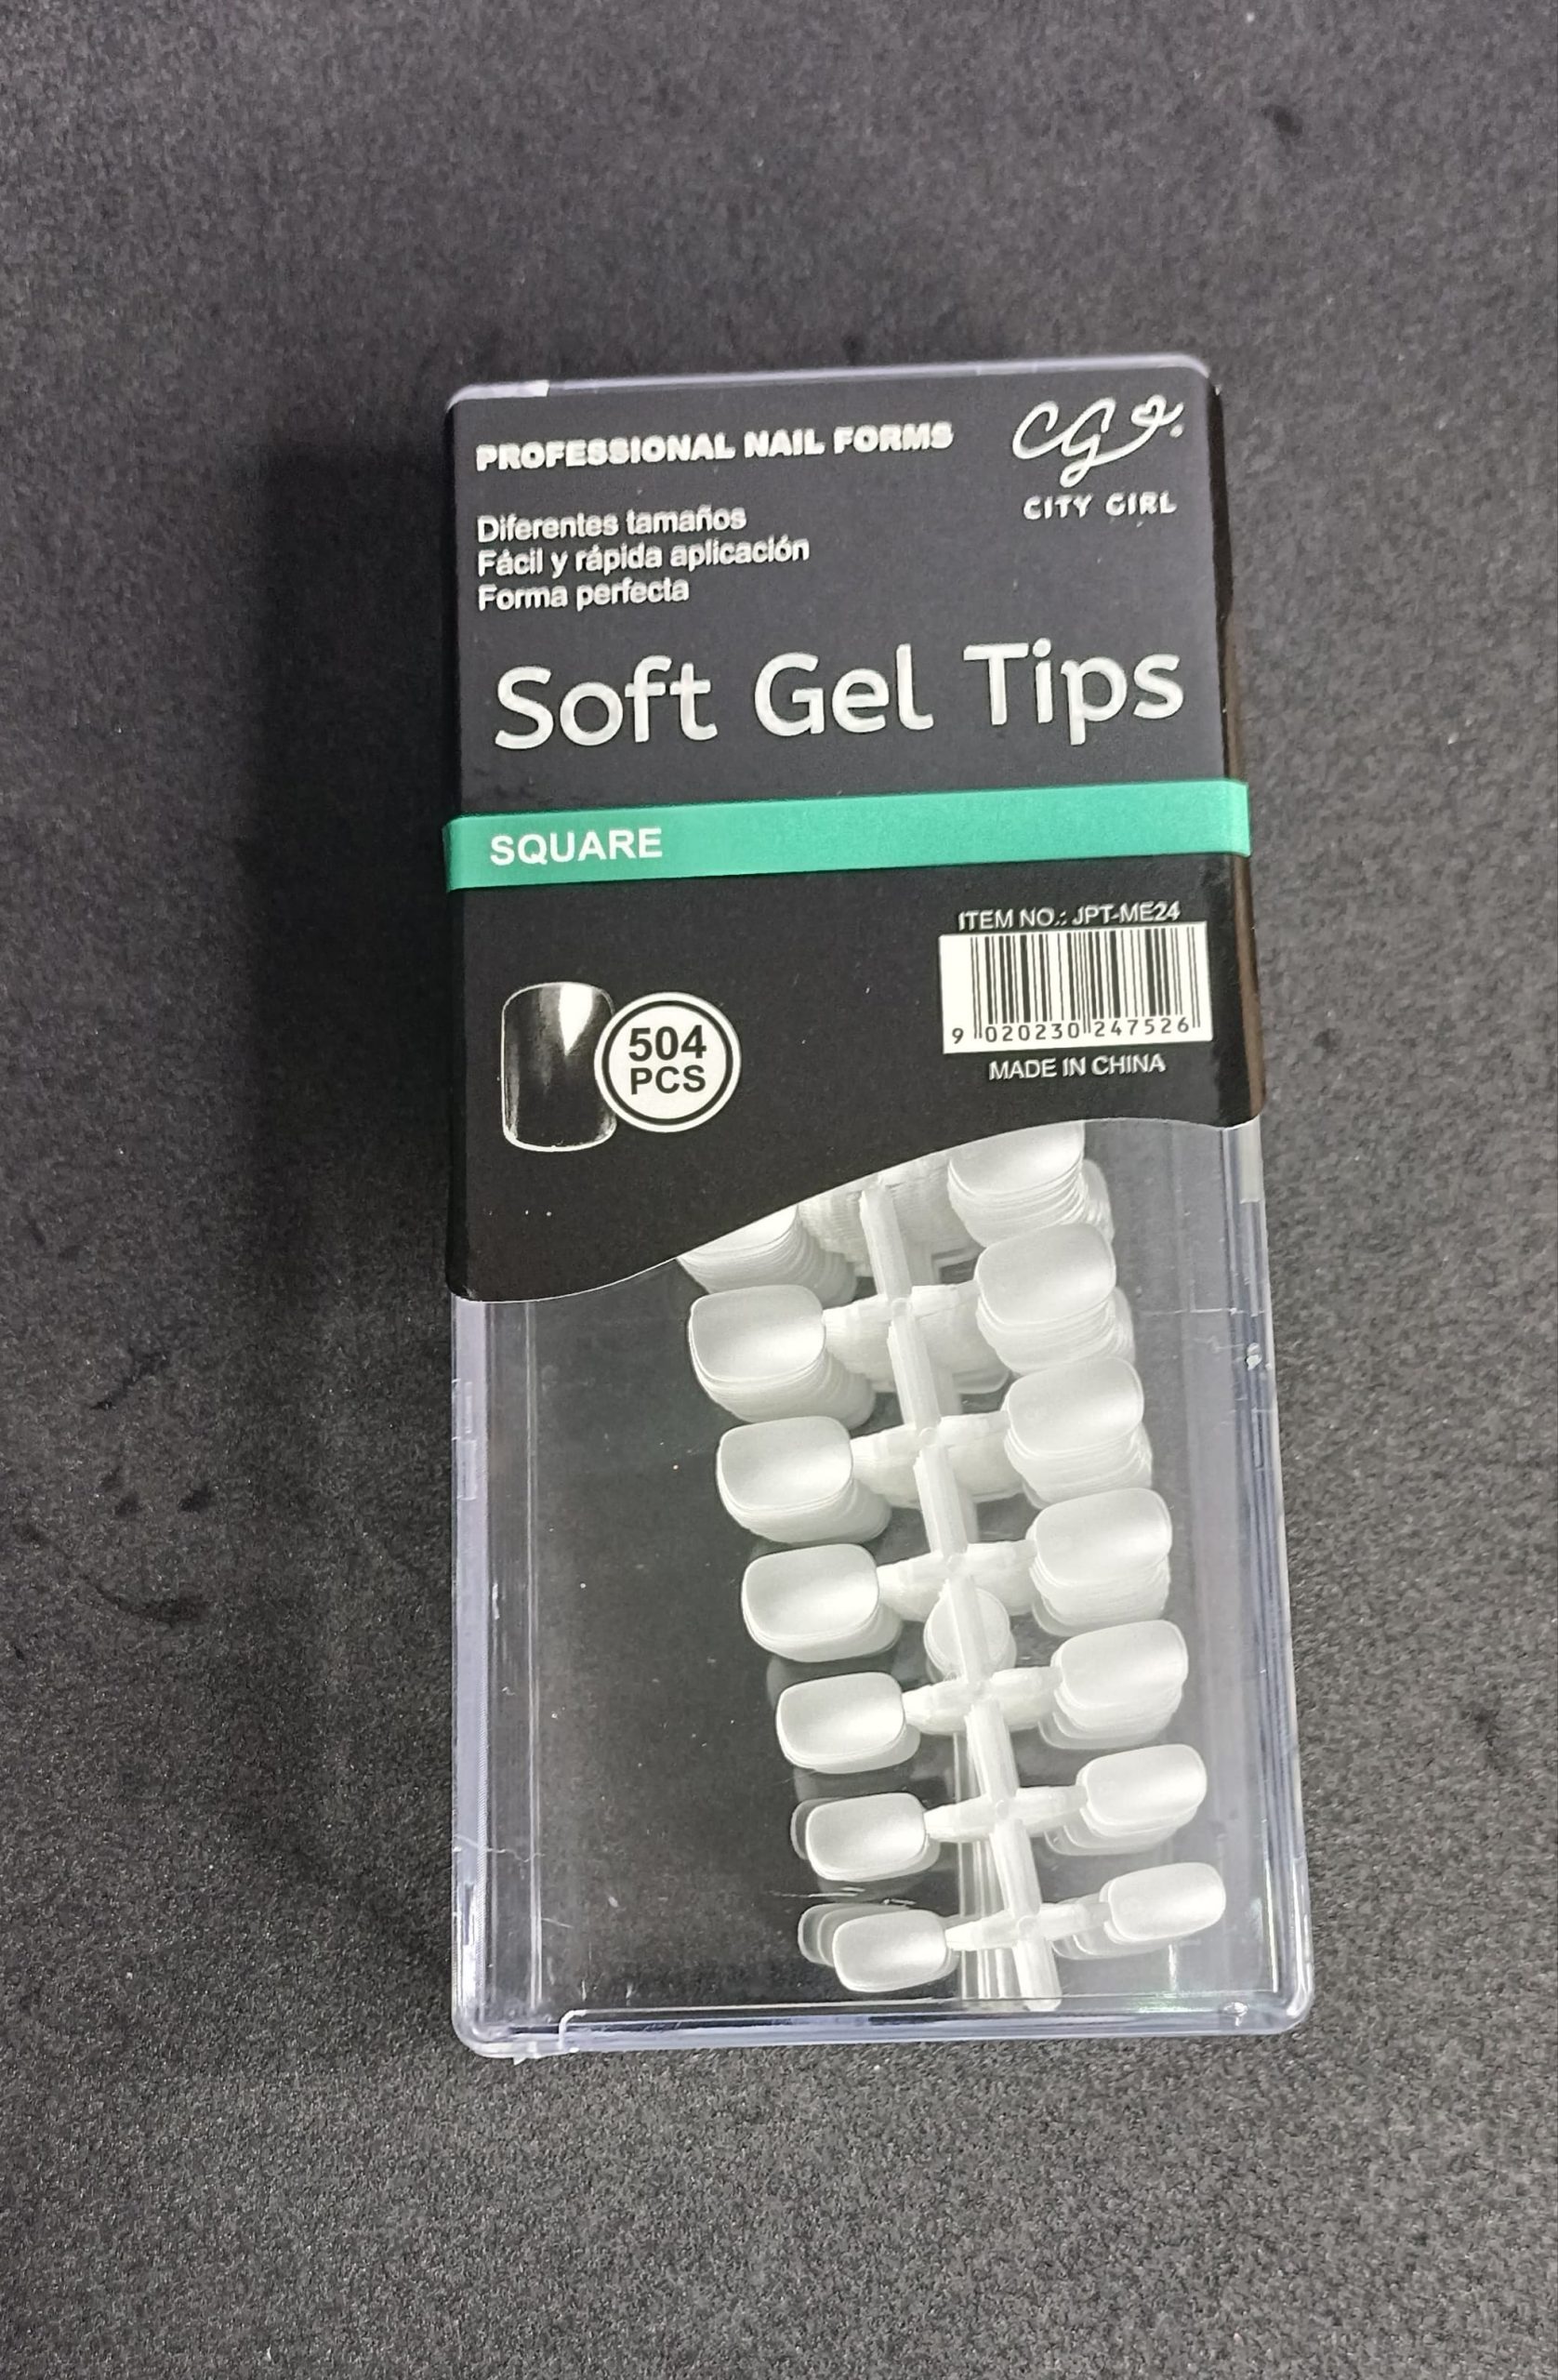 PROFESSIONAL NAIL FORMS
CG
CITY GIRL
Diferentes tamaños
Fácil y rápida aplicación
Forma perfecta
Soft Gel Tips
SQUARE
ITEM NO.: JPT-ME24
9 020230 247526
MADE IN CHINA
504
PCS